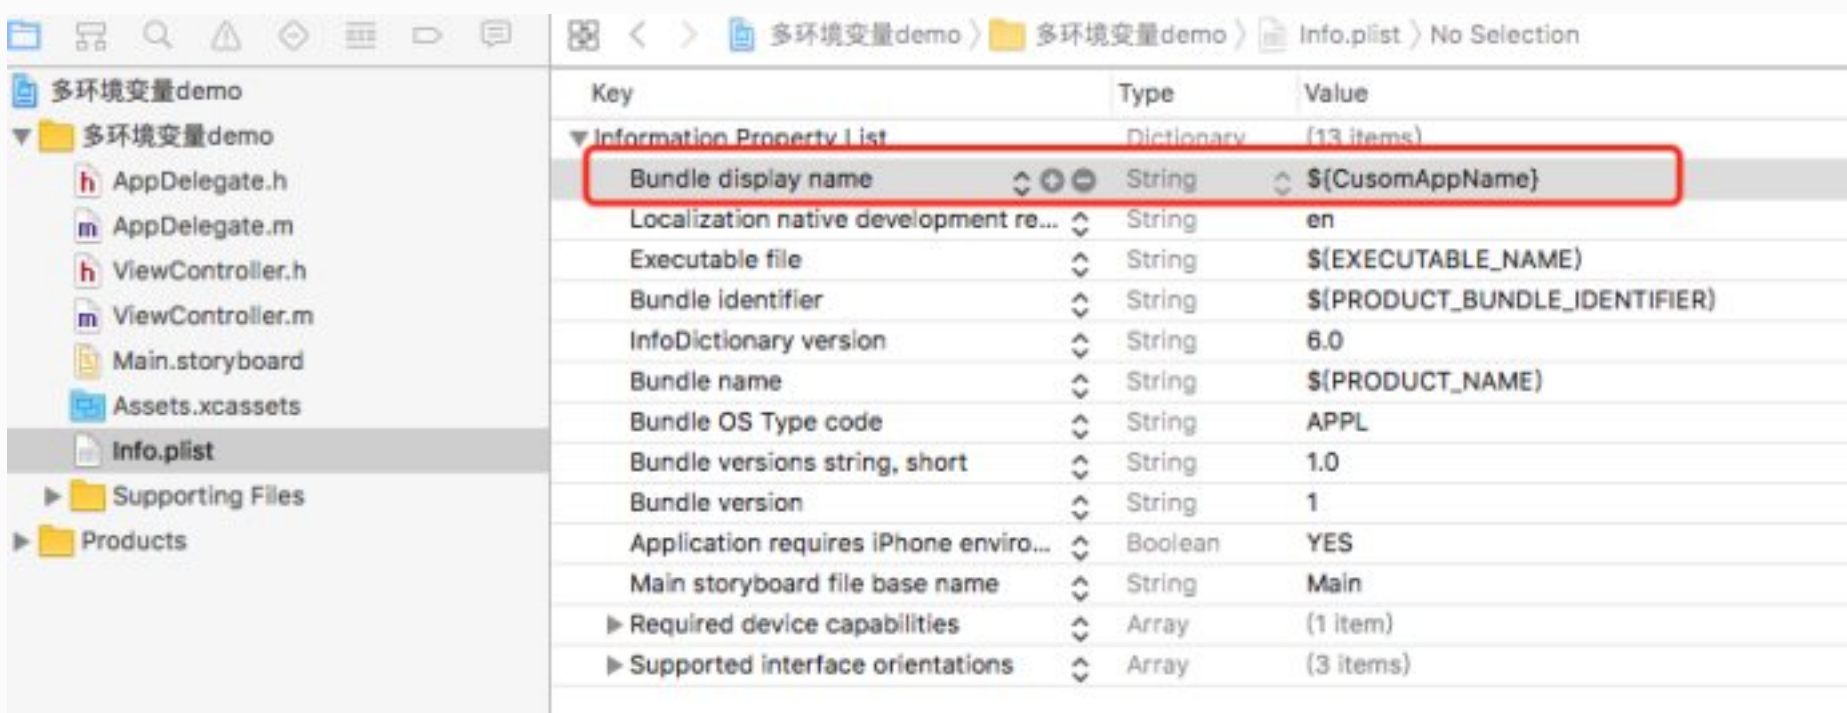 多环境变量demo 〉 多环境变量demo 〉 Info.plist 〉 No Selection
多环境变量demo
多环境变量demo
h AppDelegate.h
m AppDelegate.m
h ViewController.h
m ViewController.m
Main.storyboard
Assets.xcassets
Info.plist
Supporting Files
Products
Key Type Value
Information Property List Dictionary (13 items)
Bundle display name String ${CusomAppName}
Localization native development re... String en
Executable file String $(EXECUTABLE_NAME)
Bundle identifier String $(PRODUCT_BUNDLE_IDENTIFIER)
InfoDictionary version String 6.0
Bundle name String $(PRODUCT_NAME)
Bundle OS Type code String APPL
Bundle versions string, short String 1.0
Bundle version String 1
Application requires iPhone enviro... Boolean YES
Main storyboard file base name String Main
Required device capabilities Array (1 item)
Supported interface orientations Array (3 items)